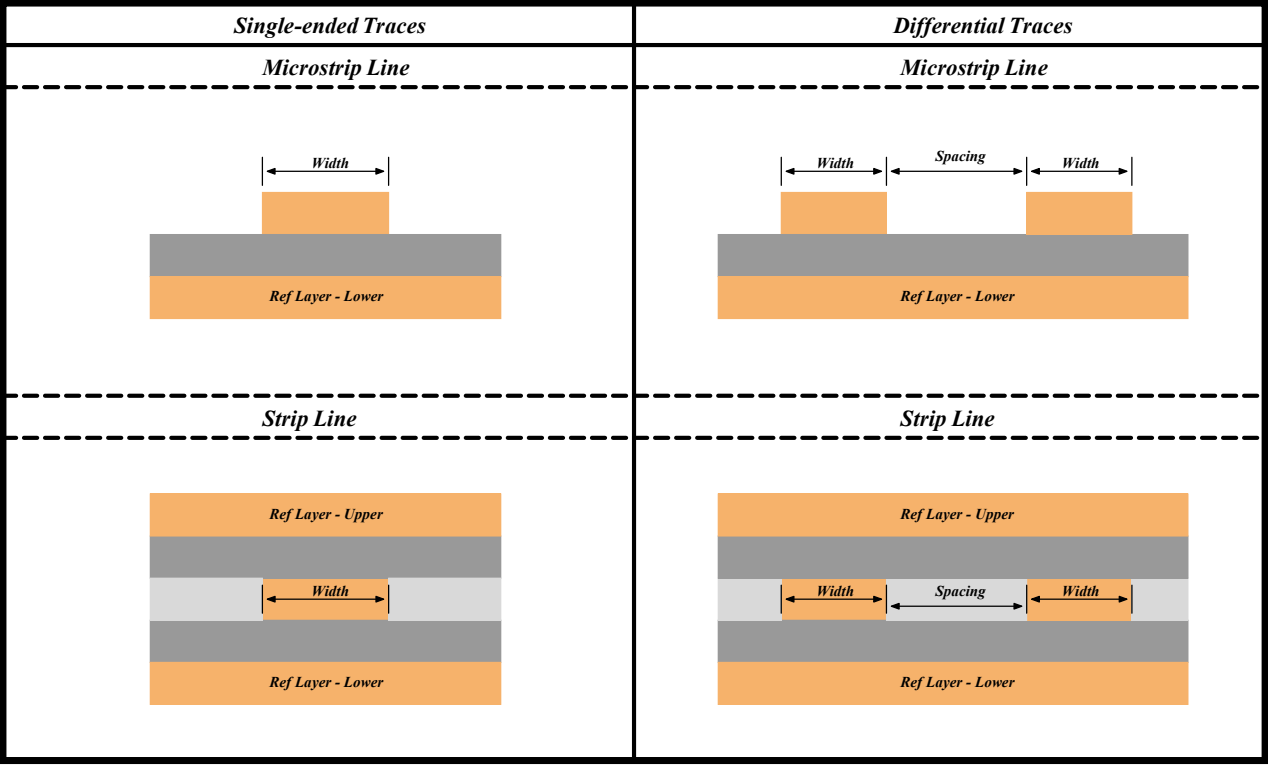 Single-ended Traces
Differential Traces
Microstrip Line
Microstrip Line
Width
Ref Layer - Lower
Width
Spacing
Width
Ref Layer - Lower
Strip Line
Strip Line
Ref Layer - Upper
Width
Ref Layer - Lower
Ref Layer - Upper
Width
Spacing
Width
Ref Layer - Lower